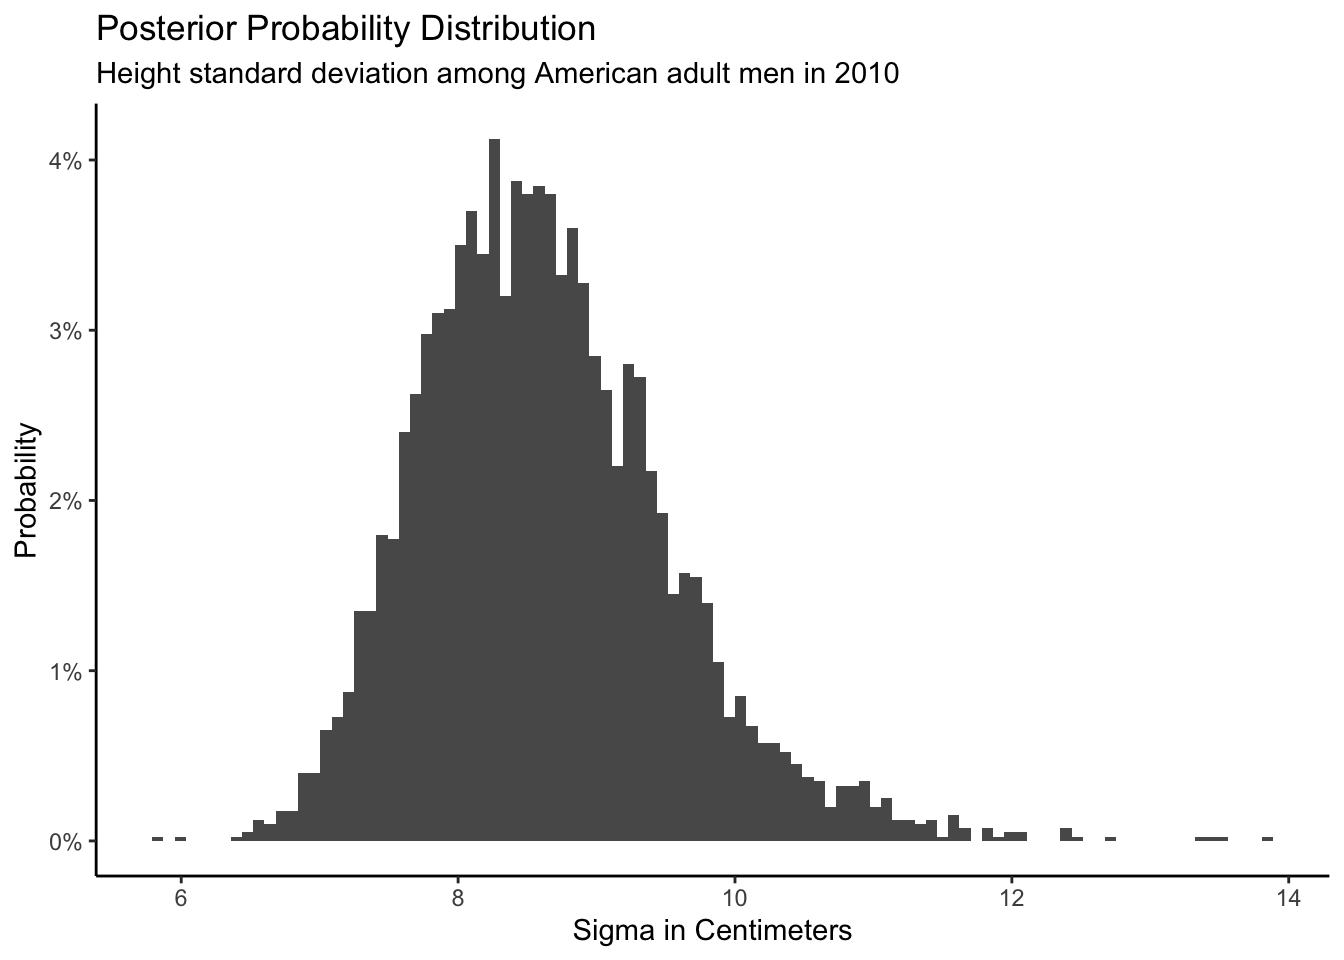 Posterior Probability Distribution
Height standard deviation among American adult men in 2010
4%
3%
2%
1%
0%
Probability
6 8 10 12 14
Sigma in Centimeters